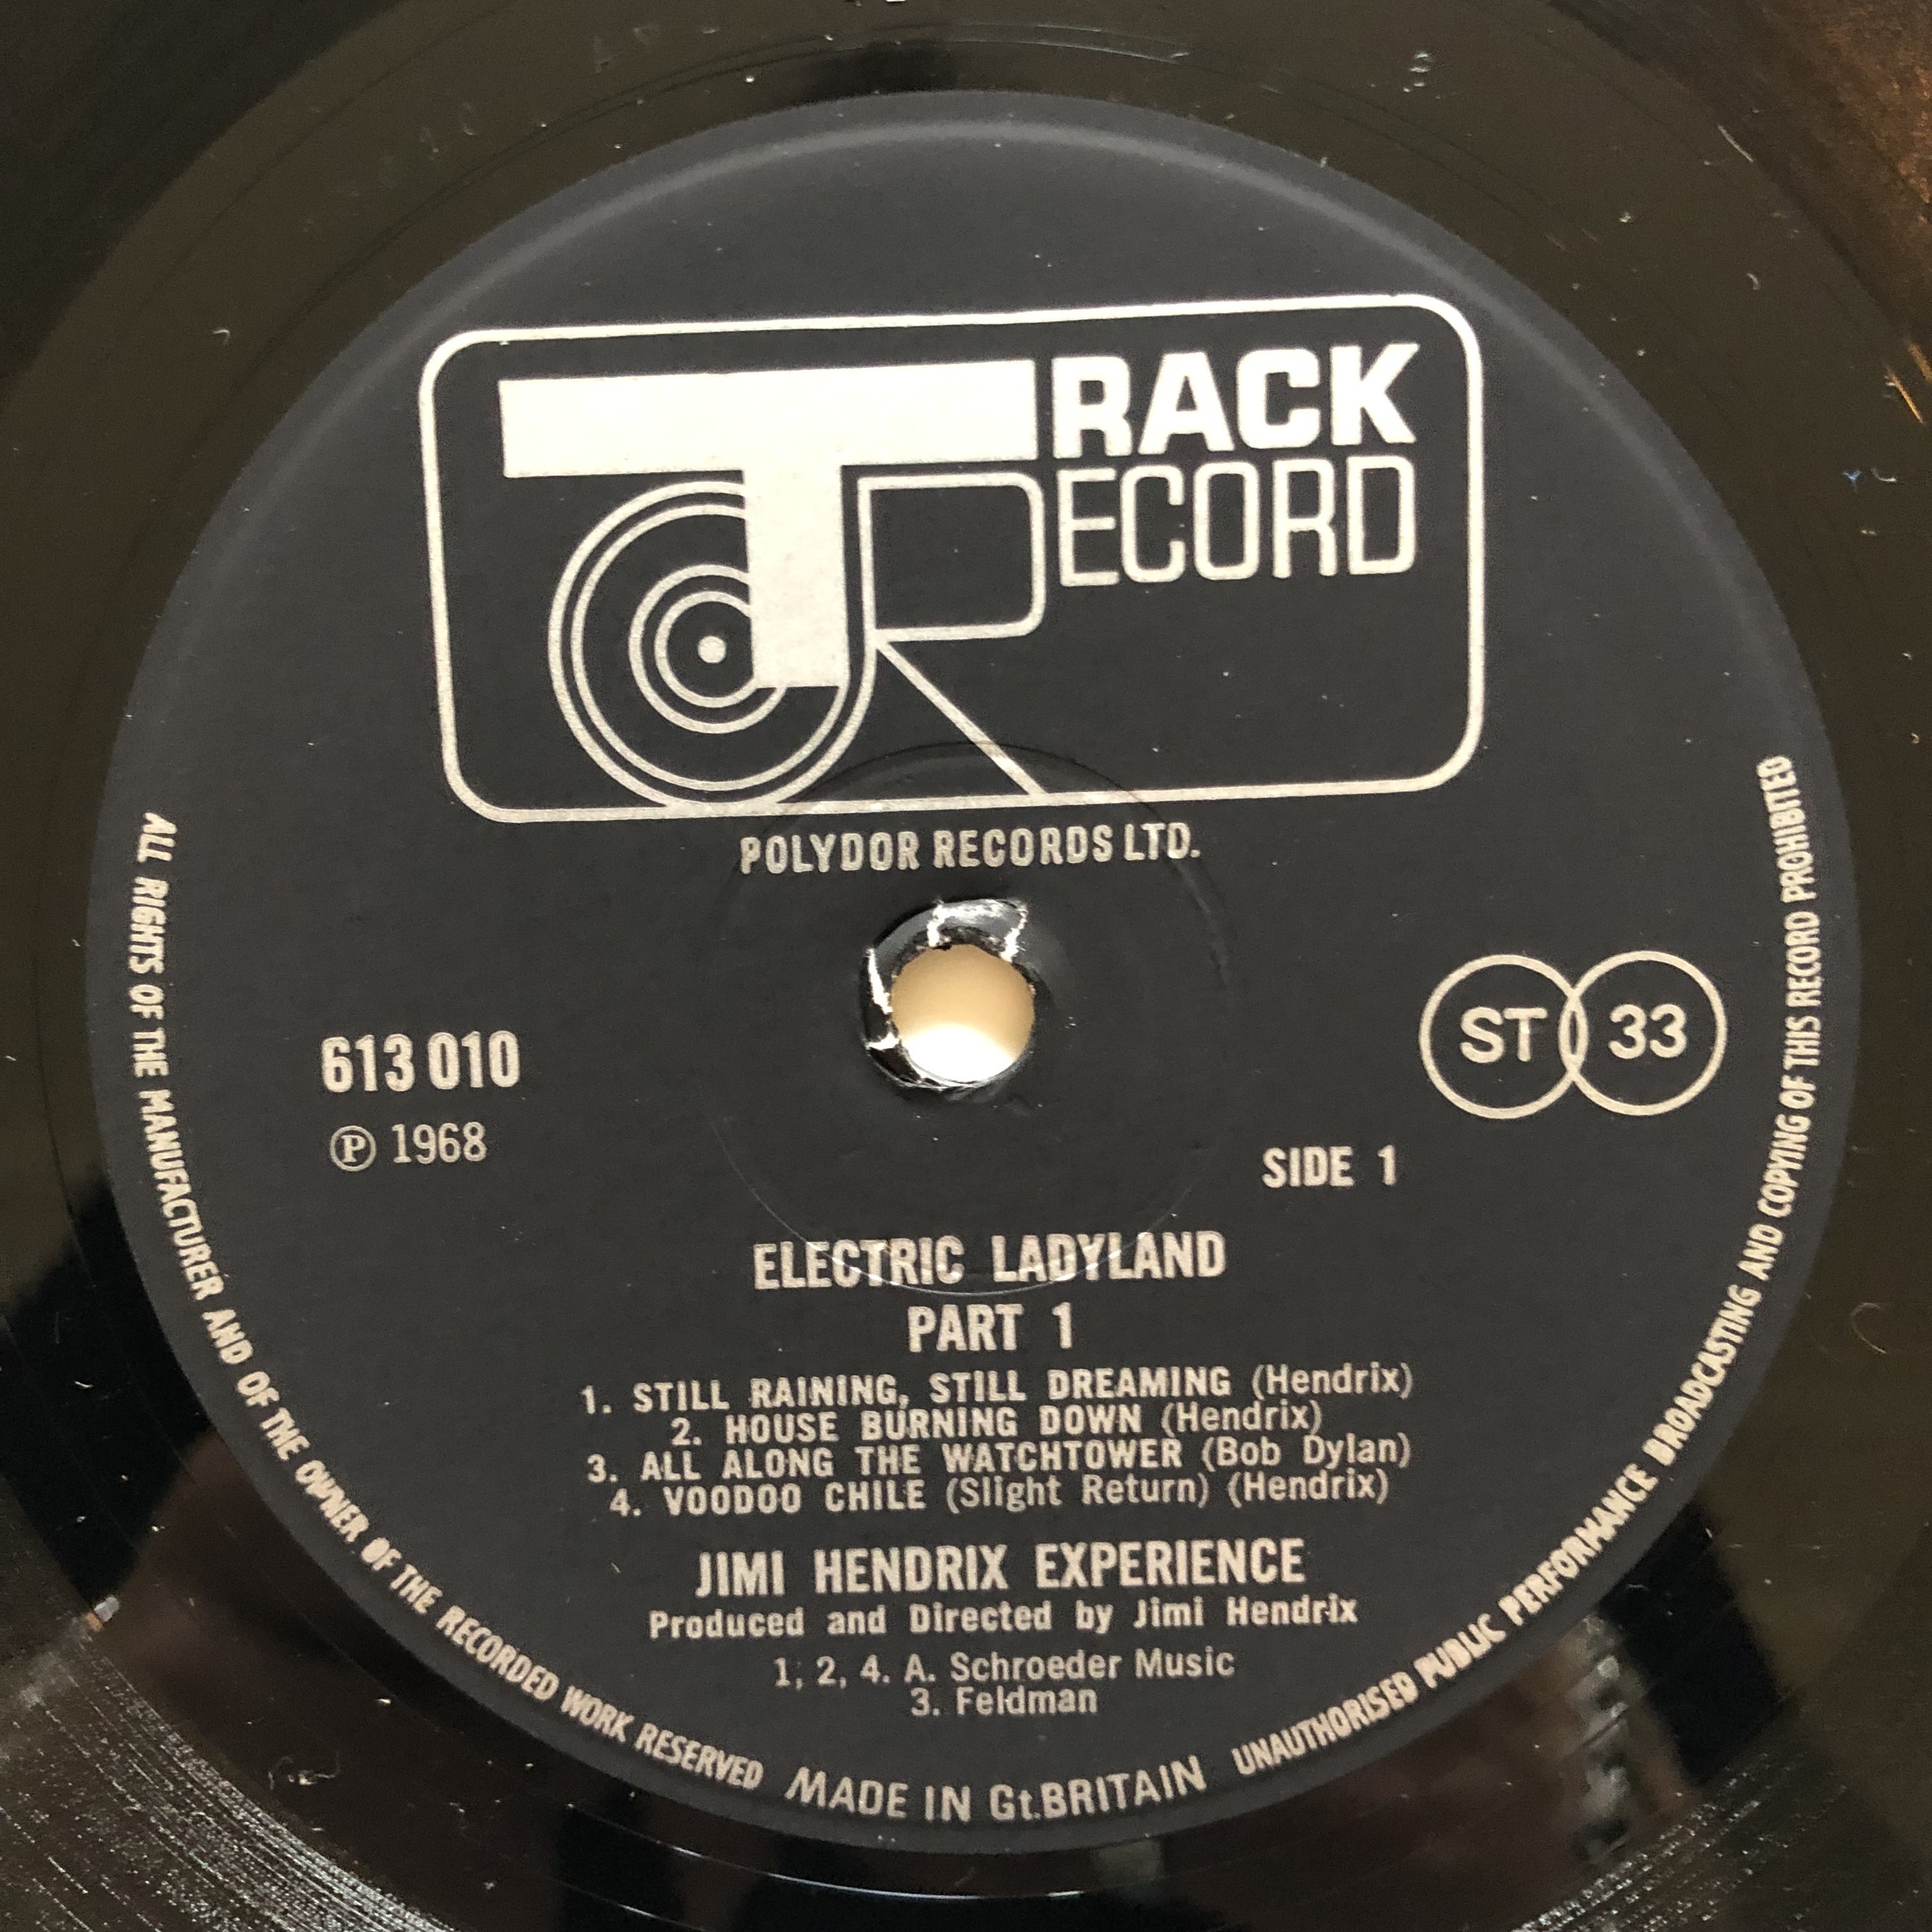 TRACK
RECORD
POLYDOR RECORDS LTD.
613 010
℗ 1968
ST 33
SIDE 1
ELECTRIC LADYLAND
PART 1
1. STILL RAINING, STILL DREAMING (Hendrix)
2. HOUSE BURNING DOWN (Hendrix)
3. ALL ALONG THE WATCHTOWER (Bob Dylan)
4. VOODOO CHILE (Slight Return) (Hendrix)
JIMI HENDRIX EXPERIENCE
Produced and Directed by Jimi Hendrix
1, 2, 4. A. Schroeder Music
3. Feldman
ALL RIGHTS OF THE MANUFACTURER AND OF THE OWNER OF THE RECORDED WORK RESERVED MADE IN Gt.BRITAIN UNAUTHORISED PUBLIC PERFORMANCE BROADCASTING AND COPYING OF THIS RECORD PROHIBITED